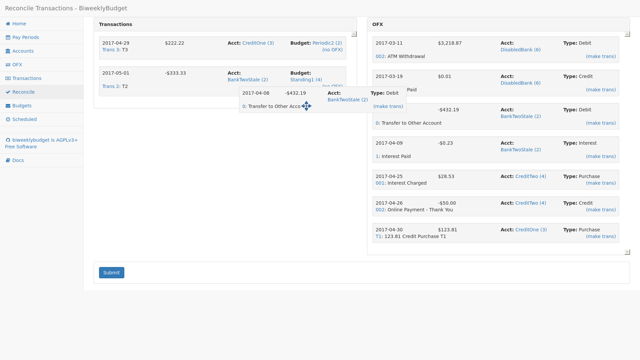 Reconcile Transactions - BiweeklyBudget
Home
Pay Periods
Accounts
OFX
Transactions
Reconcile
Budgets
Scheduled
biweeklybudget is AGPLv3+ Free Software
Docs
Transactions
2017-04-29 $222.22 Acct: CreditOne (3) Budget: Periodic2 (2)
Trans 3: T3 (no OFX)
2017-05-01 -$333.33 Acct: BankTwoStale (2) Budget: Standing1 (4)
Trans 2: T2
2017-04-08 -$432.19 Acct: BankTwoStale (2) Type: Debit
0: Transfer to Other Acco (make trans)
OFX
2017-03-11 $3,218.87 Acct: DisabledBank (6) Type: Debit
002: ATM Withdrawal (make trans)
2017-03-19 $0.01 Acct: DisabledBank (6) Type: Credit
Paid (make trans)
-$432.19 Acct: BankTwoStale (2) Type: Debit
0: Transfer to Other Account (make trans)
2017-04-09 -$0.23 Acct: BankTwoStale (2) Type: Interest
1: Interest Paid (make trans)
2017-04-25 $28.53 Acct: CreditTwo (4) Type: Purchase
001: Interest Charged (make trans)
2017-04-26 -$50.00 Acct: CreditTwo (4) Type: Credit
002: Online Payment - Thank You (make trans)
2017-04-30 $123.81 Acct: CreditOne (3) Type: Purchase
T1: 123.81 Credit Purchase T1 (make trans)
Submit